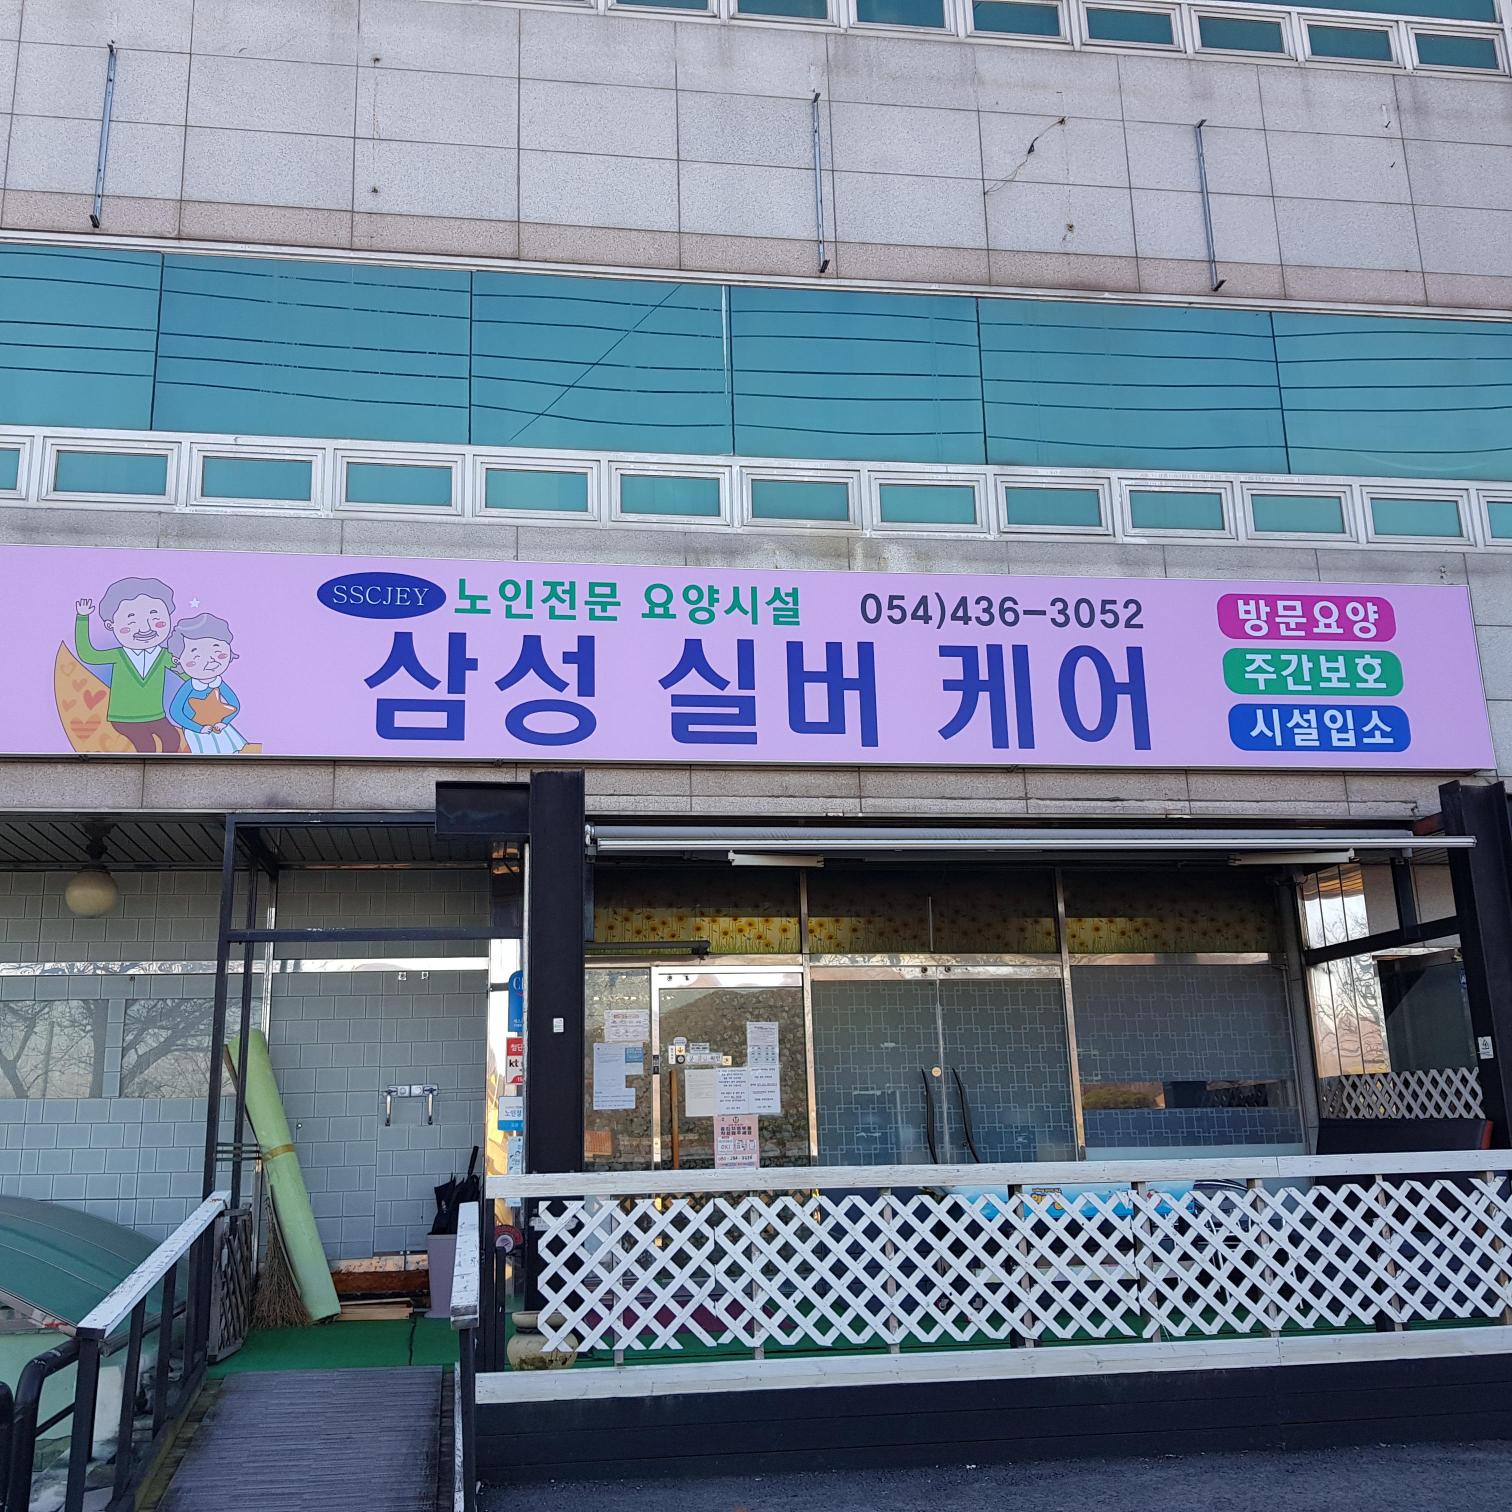 SSCJEY 노인전문 요양시설 054)436-3052
삼성 실버 케어
방문요양
주간보호
시설입소
kt